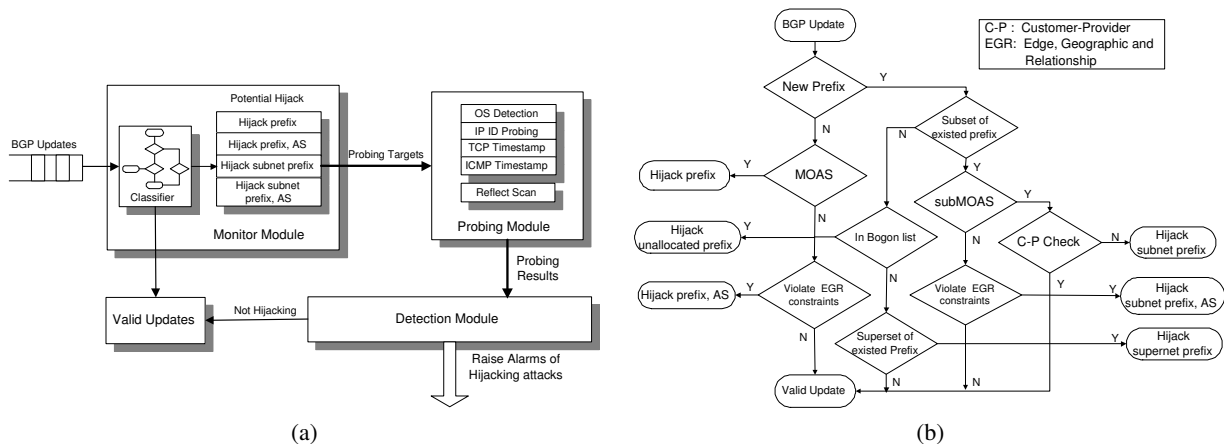 Potential Hijack
Hijack prefix
Hijack prefix, AS
Hijack subnet prefix
Hijack subnet
prefix, AS
BGP Updates
Classifier
Monitor Module
Probing Targets
OS Detection
IP ID Probing
TCP Timestamp
ICMP Timestamp
Reflect Scan
Probing Module
Probing
Results
Valid Updates
Not Hijacking
Detection Module
Raise Alarms of
Hijacking attacks
(a)
BGP Update
C-P : Customer-Provider
EGR: Edge, Geographic and
Relationship
New Prefix
Y
N
Subset of
existed prefix
N
Y
MOAS
Y
Hijack prefix
N
subMOAS
Y
N
In Bogon list
Y
Hijack
unallocated prefix
N
C-P Check
N
Hijack
subnet prefix
Y
Violate EGR
constraints
Y
Hijack prefix, AS
N
Violate EGR
constraints
Y
Hijack
subnet prefix, AS
N
Superset of
existed Prefix
Y
Hijack
supernet prefix
N
Valid Update
(b)